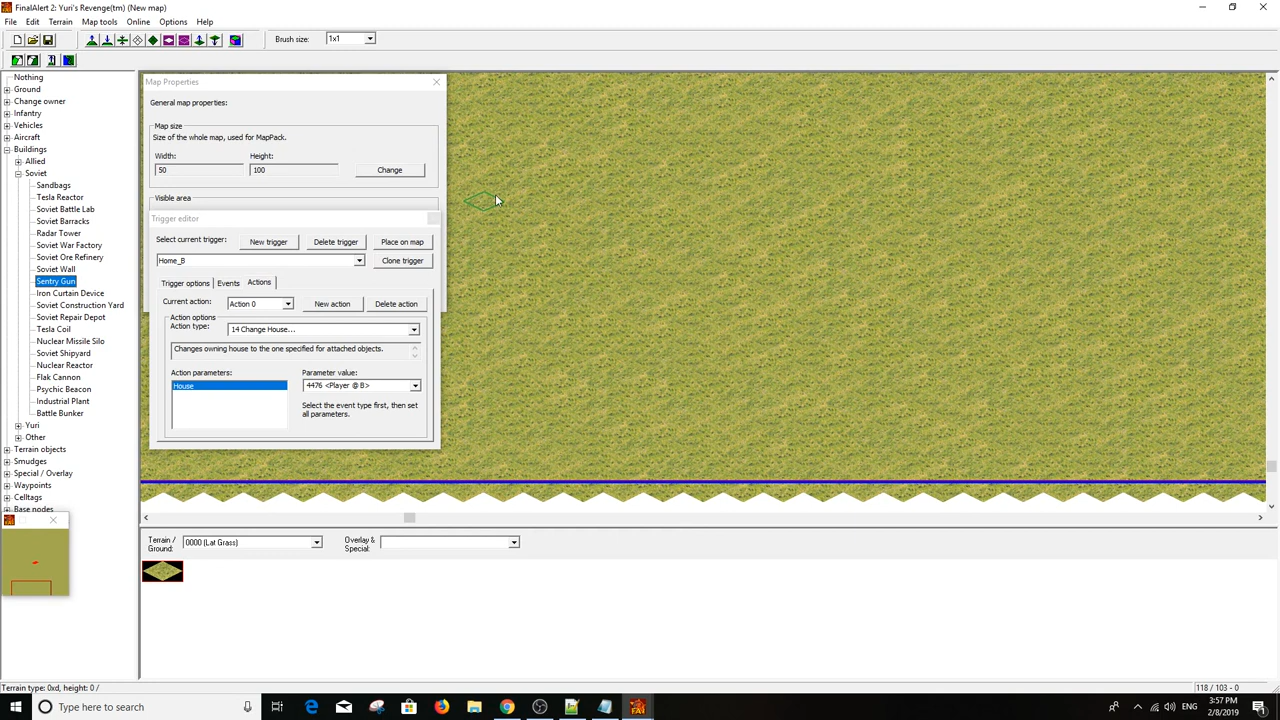 FinalAlert 2: Yuri's Revenge(tm) (New map)
File Edit Terrain Map tools Online Options Help
Brush size: 1x1
Nothing
Ground
Change owner
Infantry
Vehicles
Aircraft
Buildings
Allied
Soviet
Sandbags
Tesla Reactor
Soviet Battle Lab
Soviet Barracks
Radar Tower
Soviet War Factory
Soviet Ore Refinery
Soviet Wall
Sentry Gun
Iron Curtain Device
Soviet Construction Yard
Soviet Repair Depot
Tesla Coil
Nuclear Missile Silo
Soviet Shipyard
Nuclear Reactor
Flak Cannon
Psychic Beacon
Industrial Plant
Battle Bunker
Yuri
Other
Terrain objects
Smudges
Special / Overlay
Waypoints
Celltags
Base nodes
Map Properties
General map properties:
Map size
Size of the whole map, used for MapPack.
Width: Height:
50 100 Change
Visible area
Trigger editor
Select current trigger: New trigger Delete trigger Place on map
Home_B Clone trigger
Trigger options Events Actions
Current action: Action 0 New action Delete action
Action options
Action type: 14 Change House...
Changes owning house to the one specified for attached objects.
Action parameters: Parameter value:
House 4476 <Player @ B>
Select the event type first, then set
all parameters.
Terrain / Ground: 0000 (Lat Grass) Overlay & Special:
Terrain type: 0xd, height: 0 / 118 / 103 - 0
Type here to search
ENG
3:57 PM
2/8/2019